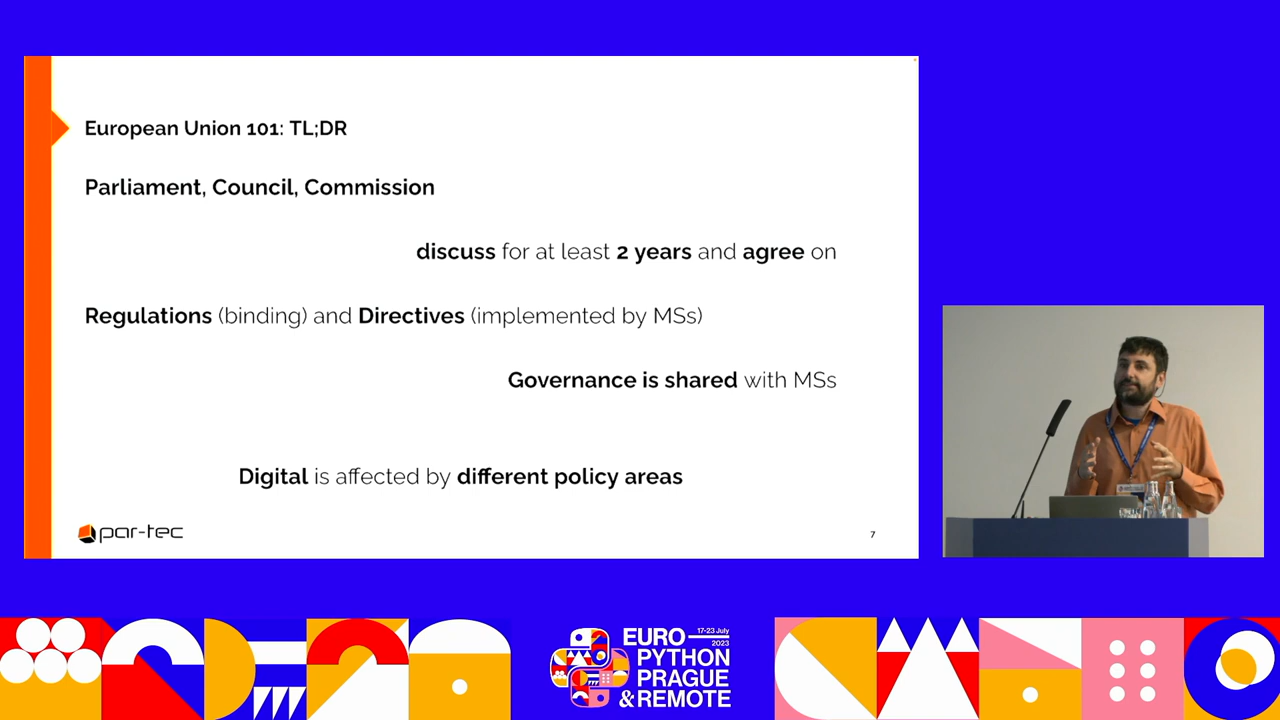 European Union 101: TL;DR
Parliament, Council, Commission
discuss for at least 2 years and agree on
Regulations (binding) and Directives (implemented by MSs)
Governance is shared with MSs
Digital is affected by different policy areas
par-tec
7
EURO
17-23 July
2023
PYTHON
PRAGUE
& REMOTE